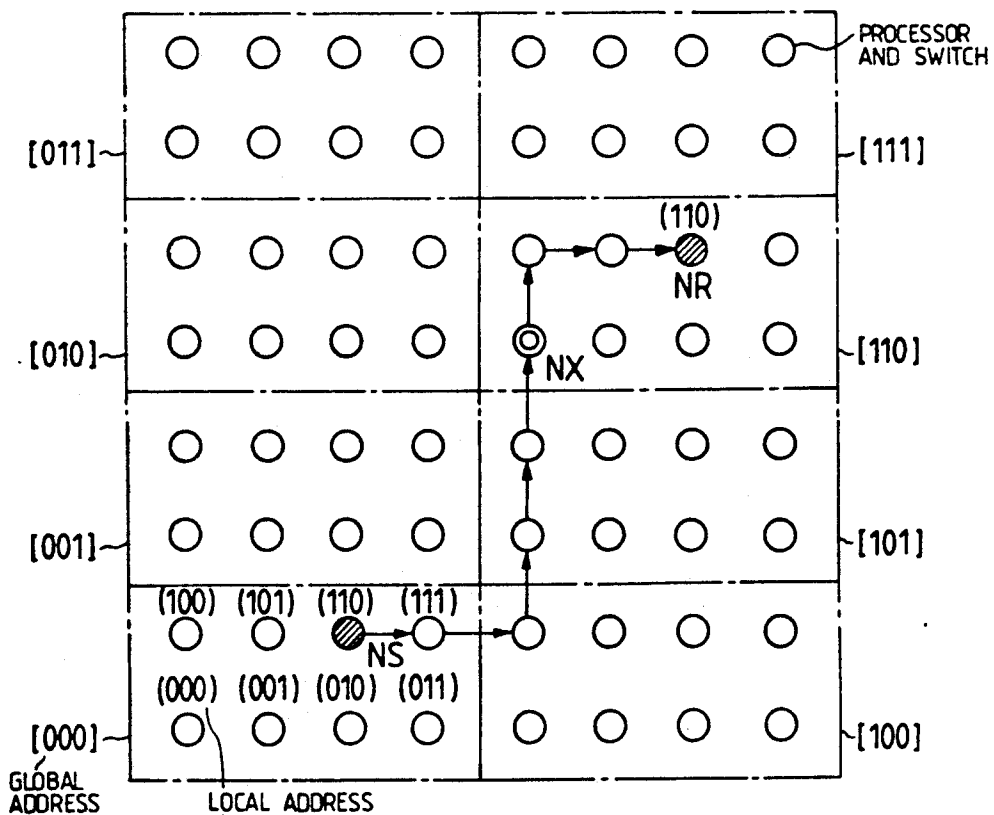 PROCESSOR
AND SWITCH
[011]
[111]
(110)
NR
[010]
NX
[110]
[001]
[101]
(100) (101) (110) (111)
NS
(000) (001) (010) (011)
[000]
[100]
GLOBAL
ADDRESS
LOCAL ADDRESS